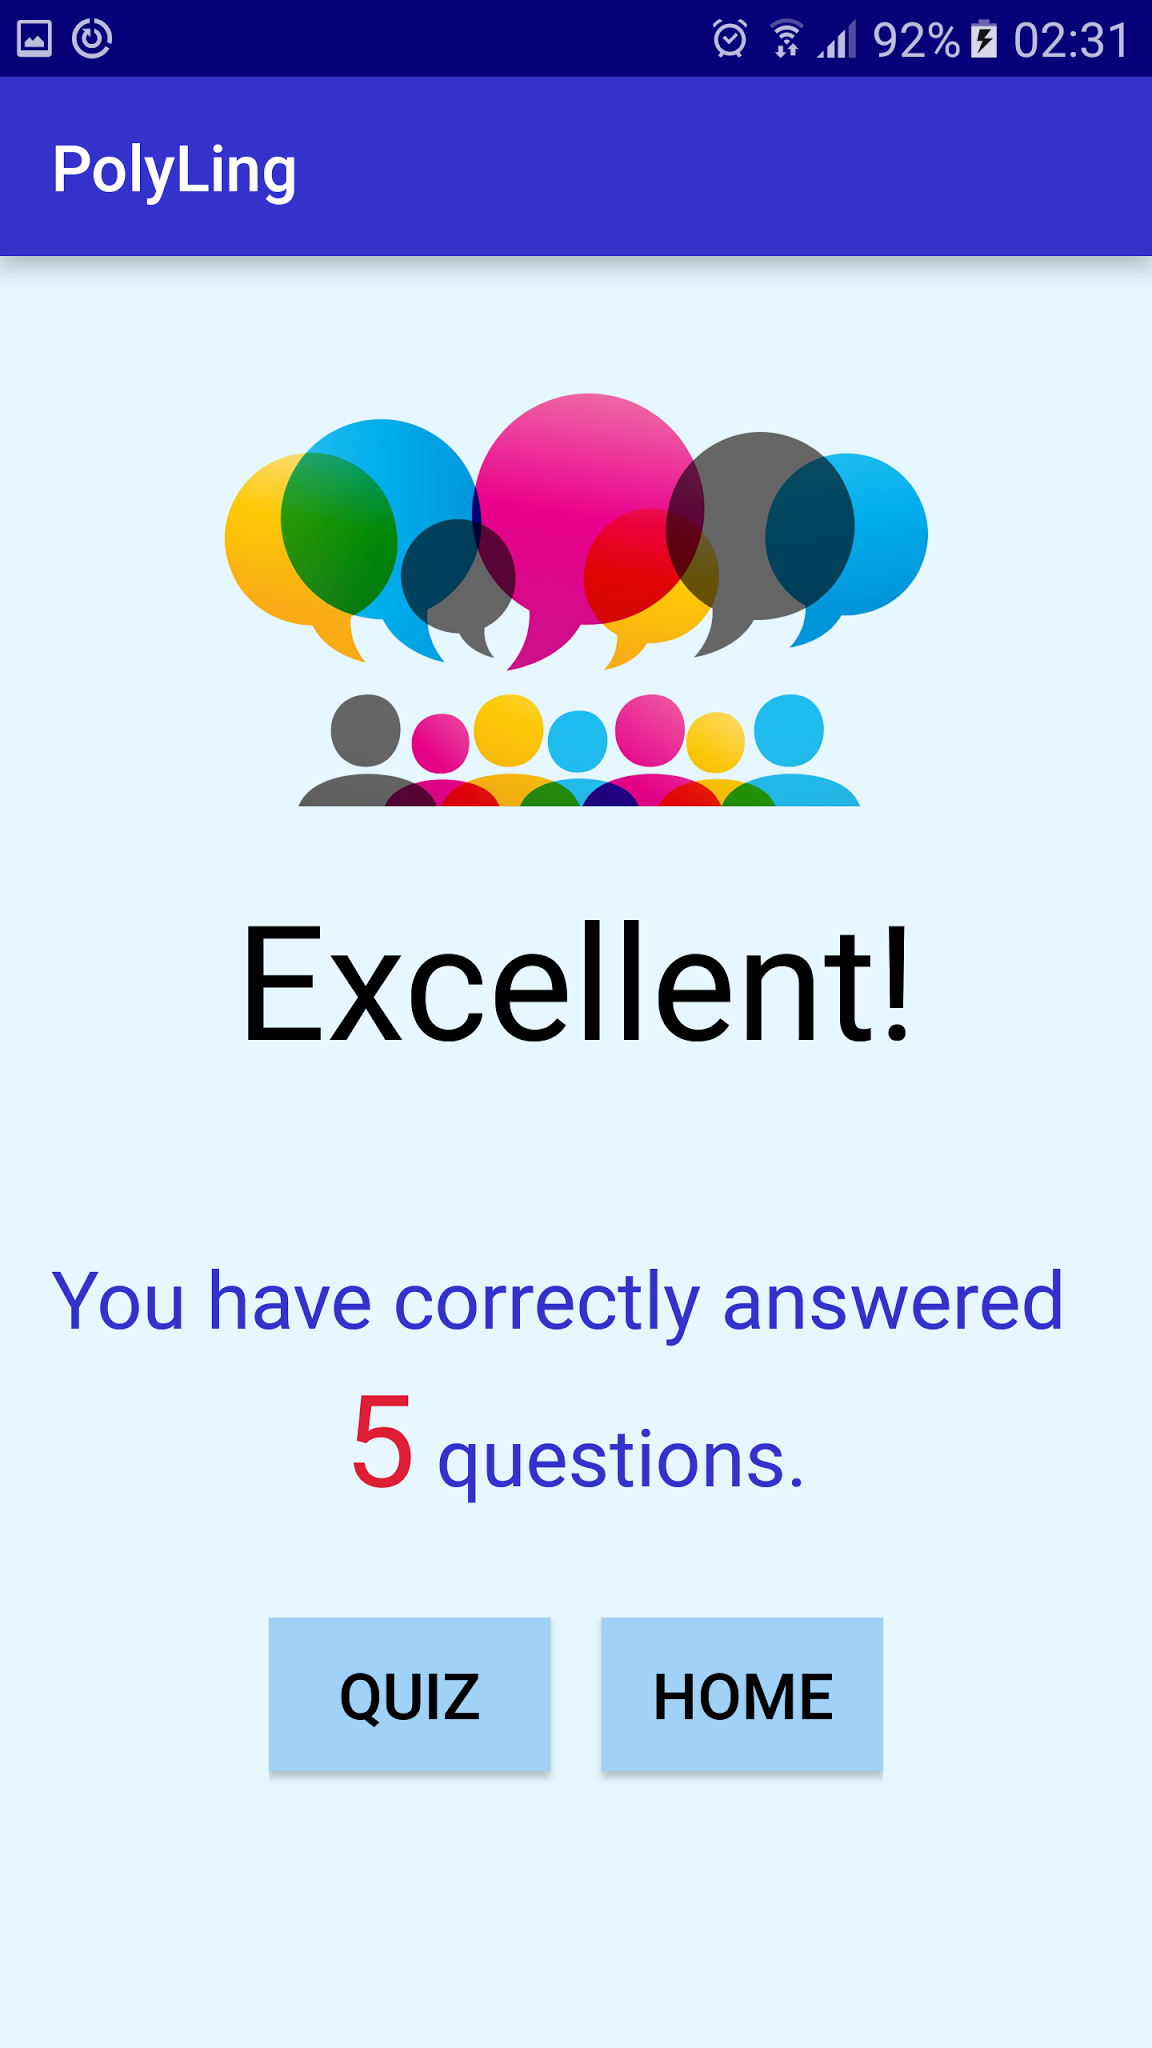 92% 02:31
PolyLing
Excellent!
You have correctly answered
5 questions.
QUIZ HOME